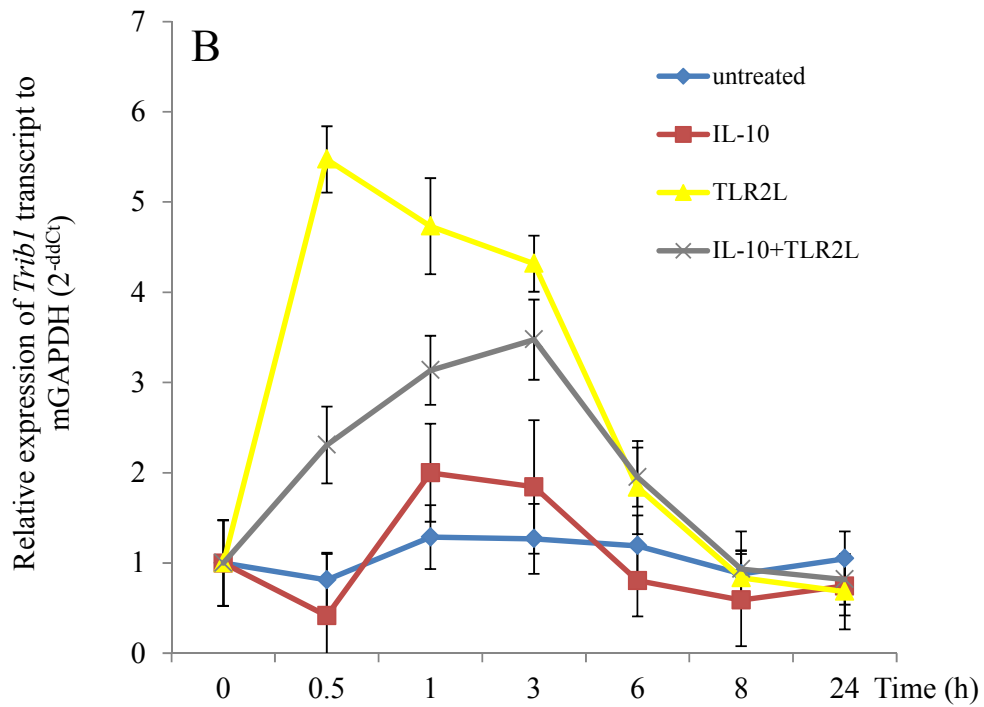 B
Relative expression of Trib1 transcript to
mGAPDH (2-ddCt)
7
6
5
4
3
2
1
0
untreated
IL-10
TLR2L
IL-10+TLR2L
0 0.5 1 3 6 8 24 Time (h)